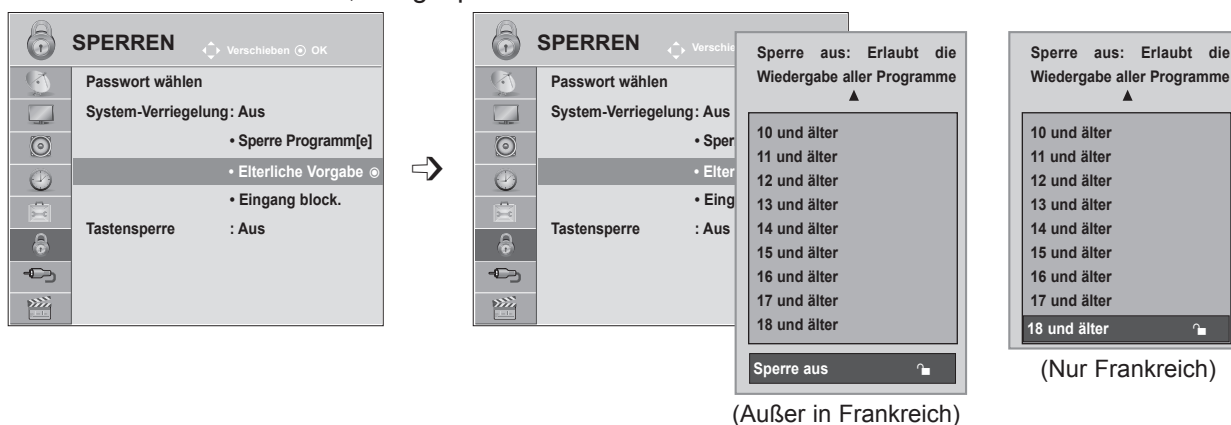 SPERREN
Verschieben OK
Passwort wählen
System-Verriegelung: Aus
• Sperre Programm[e]
• Elterliche Vorgabe
• Eingang block.
Tastensperre : Aus
SPERREN
Passwort wählen
System-Verriegelung: Aus
Tastensperre : Aus
Sperre aus: Erlaubt die
Wiedergabe aller Programme
10 und älter
11 und älter
12 und älter
13 und älter
14 und älter
15 und älter
16 und älter
17 und älter
18 und älter
Sperre aus
(Außer in Frankreich)
Sperre aus: Erlaubt die
Wiedergabe aller Programme
10 und älter
11 und älter
12 und älter
13 und älter
14 und älter
15 und älter
16 und älter
17 und älter
18 und älter
(Nur Frankreich)